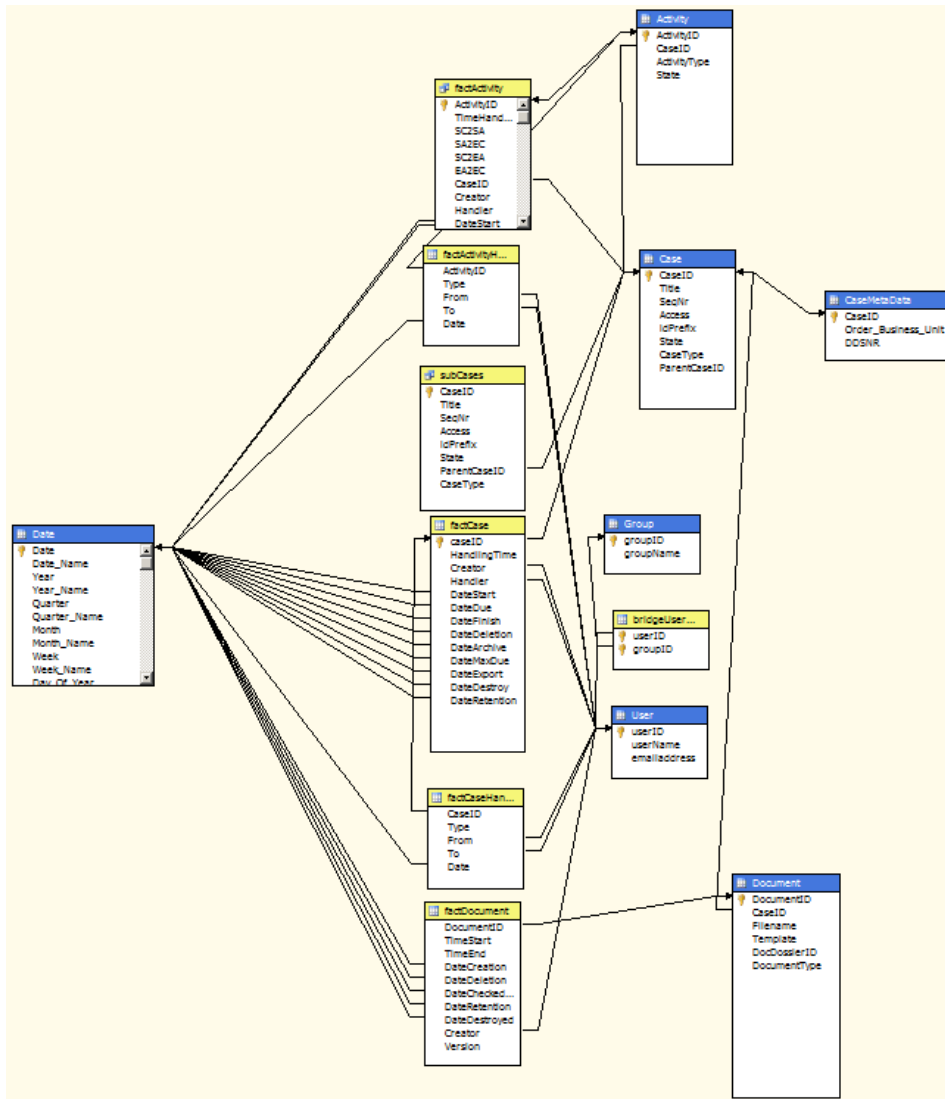 Activity
ActivityID
CaseID
ActivityType
State
factActivity
ActivityID
TimeHand...
SC2SA
SA2EC
SC2EA
EA2EC
CaseID
Creator
Handler
DateStart
factActivityH...
ActivityID
Type
From
To
Date
Case
CaseID
Title
SeqNr
Access
IdPrefix
State
CaseType
ParentCaseID
CaseMetaData
CaseID
Order_Business_Unit
DDSNR
subCases
CaseID
Title
SeqNr
Access
IdPrefix
State
ParentCaseID
CaseType
Date
Date
Date_Name
Year
Year_Name
Quarter
Quarter_Name
Month
Month_Name
Week
Week_Name
Day_Of_Year
factCase
caseID
HandlingTime
Creator
Handler
DateStart
DateDue
DateFinish
DateDeletion
DateArchive
DateMaxDue
DateExport
DateDestroy
DateRetention
Group
groupID
groupName
bridgeUser...
userID
groupID
User
userID
userName
emailaddress
factCaseHan...
CaseID
Type
From
To
Date
factDocument
DocumentID
TimeStart
TimeEnd
DateCreation
DateDeletion
DateChecked...
DateRetention
DateDestroyed
Creator
Version
Document
DocumentID
CaseID
Filename
Template
DocDossierID
DocumentType